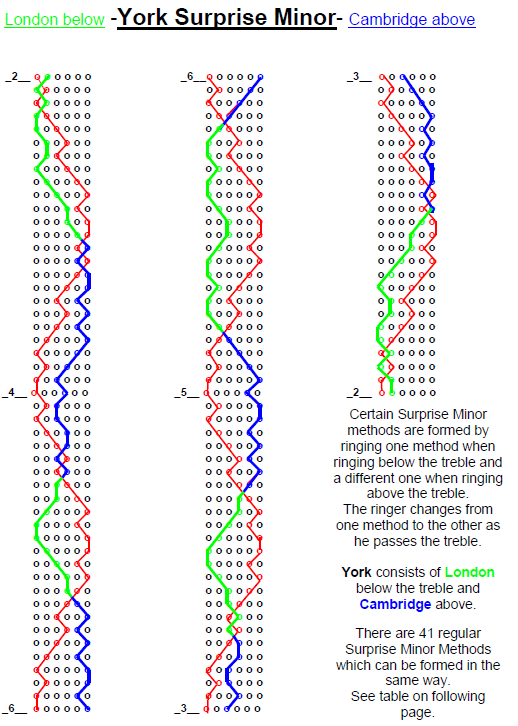 London below -York Surprise Minor- Cambridge above
_2__
_6__
_3__
_4__
_5__
_2__
Certain Surprise Minor
methods are formed by
ringing one method when
ringing below the treble and
a different one when ringing
above the treble.
The ringer changes from
one method to the other as
he passes the treble.
York consists of London
below the treble and
Cambridge above.
There are 41 regular
Surprise Minor Methods
which can be formed in the
same way.
See table on following
page.
_6__
_3__